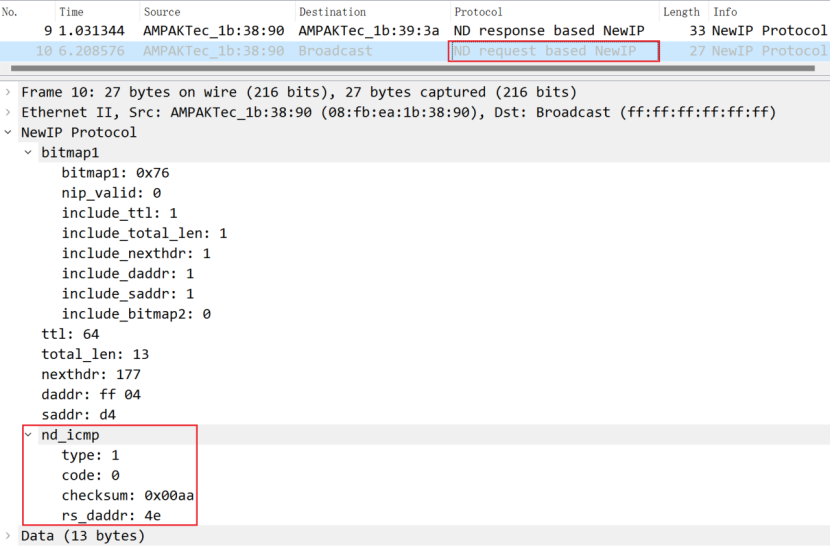 No. Time Source Destination Protocol Length Info
9 1.031344 AMPAKTec_1b:38:90 AMPAKTec_1b:39:3a ND response based NewIP 33 NewIP Protocol
10 6.208576 AMPAKTec_1b:38:90 Broadcast ND request based NewIP 27 NewIP Protocol
Frame 10: 27 bytes on wire (216 bits), 27 bytes captured (216 bits)
Ethernet II, Src: AMPAKTec_1b:38:90 (08:fb:ea:1b:38:90), Dst: Broadcast (ff:ff:ff:ff:ff:ff)
NewIP Protocol
bitmap1
bitmap1: 0x76
nip_valid: 0
include_ttl: 1
include_total_len: 1
include_nexthdr: 1
include_daddr: 1
include_saddr: 1
include_bitmap2: 0
ttl: 64
total_len: 13
nexthdr: 177
daddr: ff 04
saddr: d4
nd_icmp
type: 1
code: 0
checksum: 0x00aa
rs_daddr: 4e
Data (13 bytes)